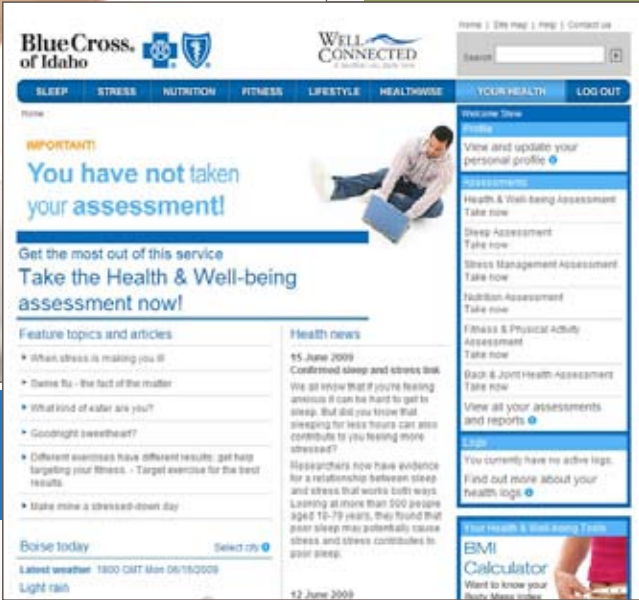 Home | Site map | Help | Contact us
BlueCross.
of Idaho
WELL
CONNECTED
Search
SLEEP STRESS NUTRITION FITNESS LIFESTYLE HEALTHWISE YOUR HEALTH LOG OUT
Home
IMPORTANT!
You have not taken
your assessment!
Get the most out of this service
Take the Health & Well-being
assessment now!
Feature topics and articles
When stress is making you ill
Swine flu - the fact of the matter
What kind of eater are you?
Goodnight sweetheart?
Different exercises have different results; get help
targeting your fitness. - Target exercise for the best
results.
Make mine a stressed-down day
Boise today Select city
Latest weather 1800 GMT Mon 06/15/2009
Light rain
Health news
15 June 2009
Confirmed sleep and stress link
We all know that if you're feeling
anxious it can be hard to get to
sleep. But did you know that
sleeping for less hours can also
contribute to you feeling more
stressed?
Researchers now have evidence
for a relationship between sleep
and stress that works both ways.
Looking at more than 500 people
aged 18-79 years, they found that
poor sleep may potentially cause
stress and stress contributes to
poor sleep.
12 June 2009
Welcome Stew
Profile
View and update your
personal profile
Assessments
Health & Well-being Assessment
Take now
Sleep Assessment
Take now
Stress Management Assessment
Take now
Nutrition Assessment
Take now
Fitness & Physical Activity
Assessment
Take now
Back & Joint Health Assessment
Take now
View all your assessments
and reports
Logs
You currently have no active logs.
Find out more about your
health logs
Your Health & Well-being Tools
BMI
Calculator
Want to know your
Body Mass Index